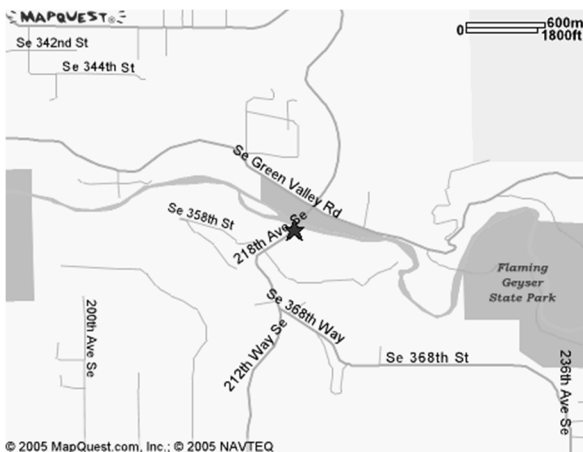 MAPQUEST®
600m
0
1800ft
Se 342nd St
Se 344th St
Se Green Valley Rd
Se 358th St
218th Ave Se
Flaming
Geyser
State Park
Se 368th Way
200th Ave Se
212th Way Se
Se 368th St
236th Ave Se
© 2005 MapQuest.com, Inc.; © 2005 NAVTEQ